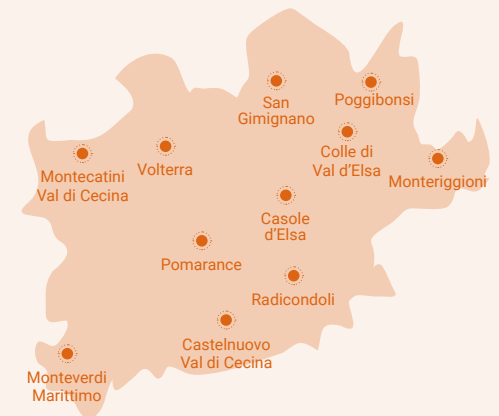 San
Gimignano
Poggibonsi
Colle di
Val d'Elsa
Monteriggioni
Montecatini
Val di Cecina
Volterra
Casole
d'Elsa
Pomarance
Radicondoli
Castelnuovo
Val di Cecina
Monteverdi
Marittimo